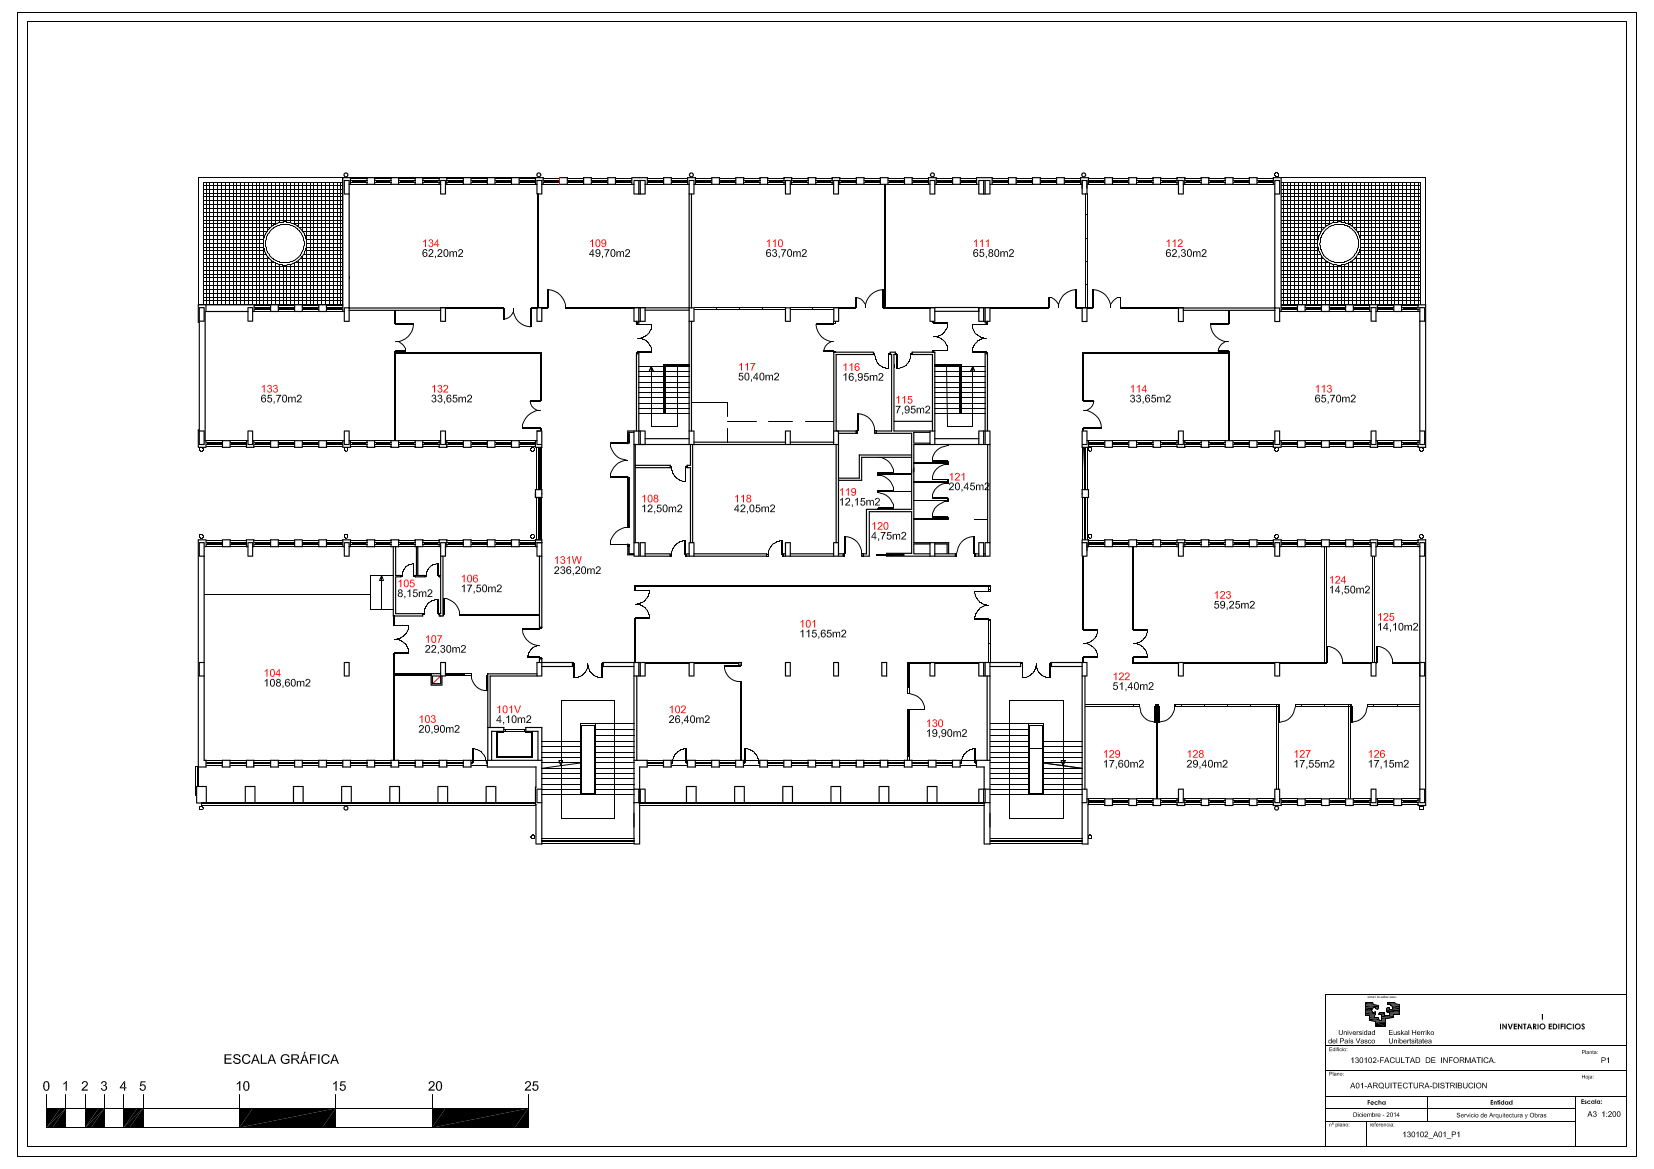 134
62,20m2
109
49,70m2
110
63,70m2
111
65,80m2
112
62,30m2
133
65,70m2
132
33,65m2
117
50,40m2
116
16,95m2
115
7,95m2
114
33,65m2
113
65,70m2
108
12,50m2
118
42,05m2
119
12,15m2
120
4,75m2
121
20,45m2
131W
236,20m2
105
8,15m2
106
17,50m2
107
22,30m2
104
108,60m2
103
20,90m2
101V
4,10m2
101
115,65m2
102
26,40m2
130
19,90m2
123
59,25m2
124
14,50m2
125
14,10m2
122
51,40m2
129
17,60m2
128
29,40m2
127
17,55m2
126
17,15m2
ESCALA GRÁFICA
0 1 2 3 4 5 10 15 20 25
Universidad
del País Vasco
Euskal Herriko
Unibertsitatea
I
INVENTARIO EDIFICIOS
Edificio:
130102-FACULTAD DE INFORMATICA.
Planta:
P1
Plano:
A01-ARQUITECTURA-DISTRIBUCION
Hoja:
Fecha
Entidad
Escala:
Diciembre - 2014
Servicio de Arquitectura y Obras
A3 1:200
nº plano:
referencia:
130102_A01_P1